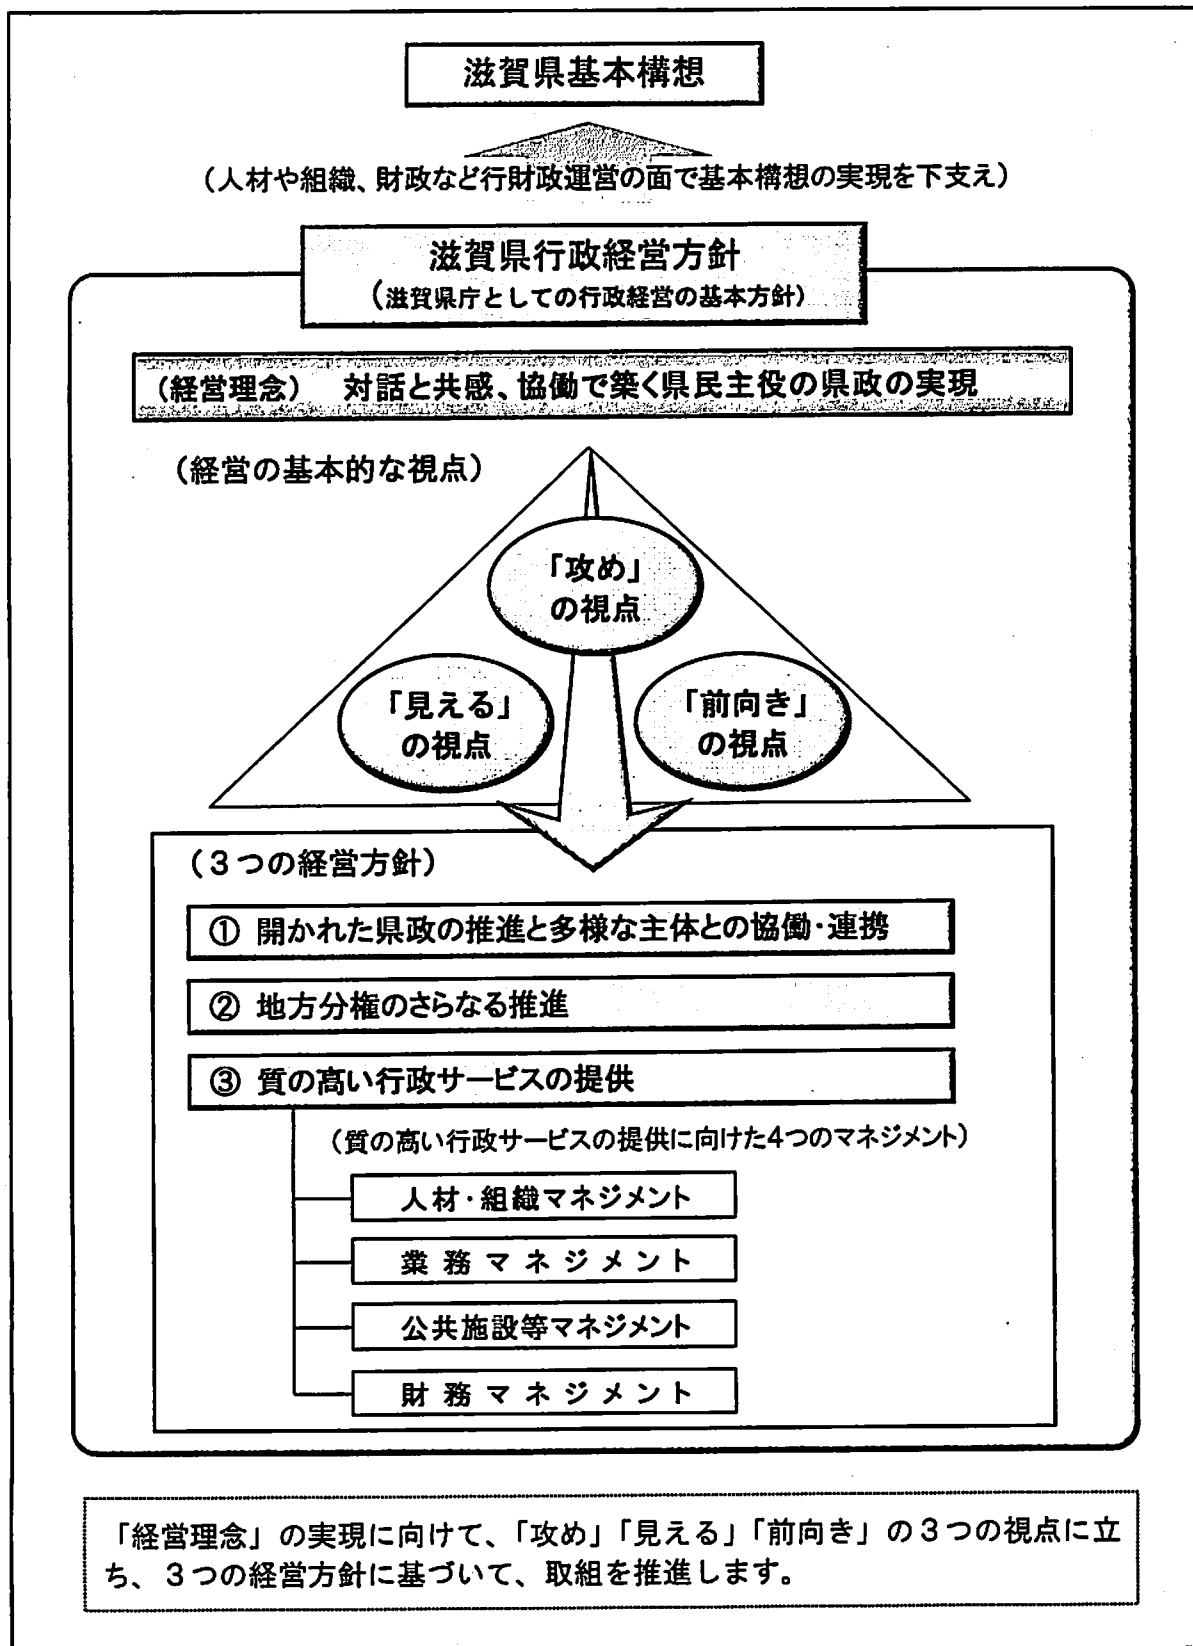 滋賀県基本構想
（人材や組織、財政など行財政運営の面で基本構想の実現を下支え）
滋賀県行政経営方針
（滋賀県庁としての行政経営の基本方針）
（経営理念）　対話と共感、協働で築く県民主役の県政の実現
（経営の基本的な視点）
「攻め」
の視点
「見える」
の視点
「前向き」
の視点
（３つの経営方針）
① 開かれた県政の推進と多様な主体との協働・連携
② 地方分権のさらなる推進
③ 質の高い行政サービスの提供
（質の高い行政サービスの提供に向けた4つのマネジメント）
人材・組織マネジメント
業務マネジメント
公共施設等マネジメント
財務マネジメント
「経営理念」の実現に向けて、「攻め」「見える」「前向き」の３つの視点に立
ち、３つの経営方針に基づいて、取組を推進します。